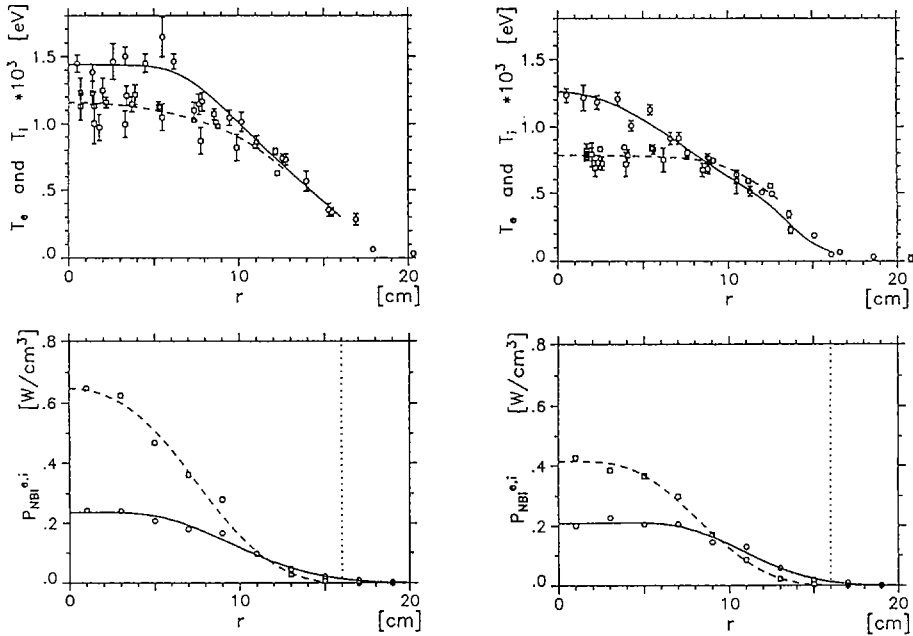 T_e and T_i *10^3 [eV]
1.5
1.0
.5
.0
0 10 20
r [cm]
T_e and T_i *10^3 [eV]
1.5
1.0
.5
.0
0 10 20
r [cm]
P_NBI^e,i [W/cm^3]
.8
.6
.4
.2
.0
0 10 20
r [cm]
P_NBI^e,i [W/cm^3]
.8
.6
.4
.2
.0
0 10 20
r [cm]